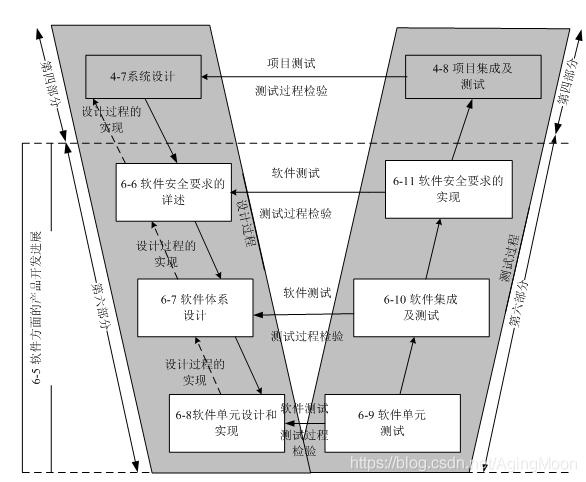 4-7系统设计
项目测试
测试过程检验
4-8 项目集成及
测试
第四部分
第四部分
设计过程的
实现
6-6 软件安全要求的
详述
软件测试
测试过程检验
6-11 软件安全要求的
实现
设计过程
测试过程
设计过程的
实现
6-5 软件方面的产品开发进展
第六部分
第六部分
6-7 软件体系
设计
软件测试
测试过程检验
6-10 软件集成
及测试
设计过程的
实现
6-8软件单元设计和
实现
软件测试
测试过程
检验
6-9 软件单元
测试
https://blog.csdn.net/AqingMoon